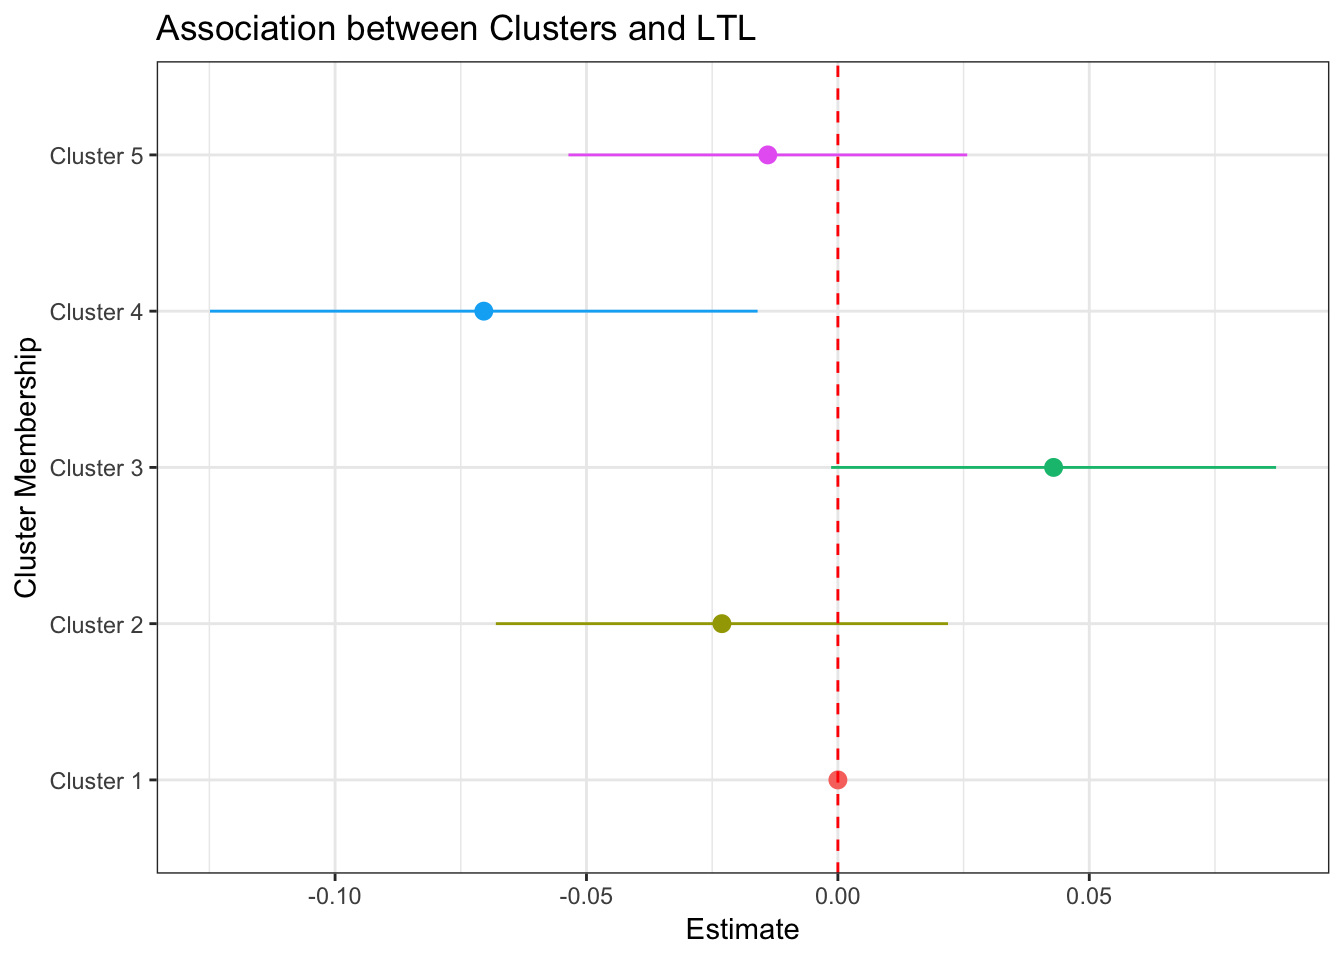 Association between Clusters and LTL
Cluster 5
Cluster 4
Cluster 3
Cluster 2
Cluster 1
Cluster Membership
-0.10
-0.05
0.00
0.05
Estimate